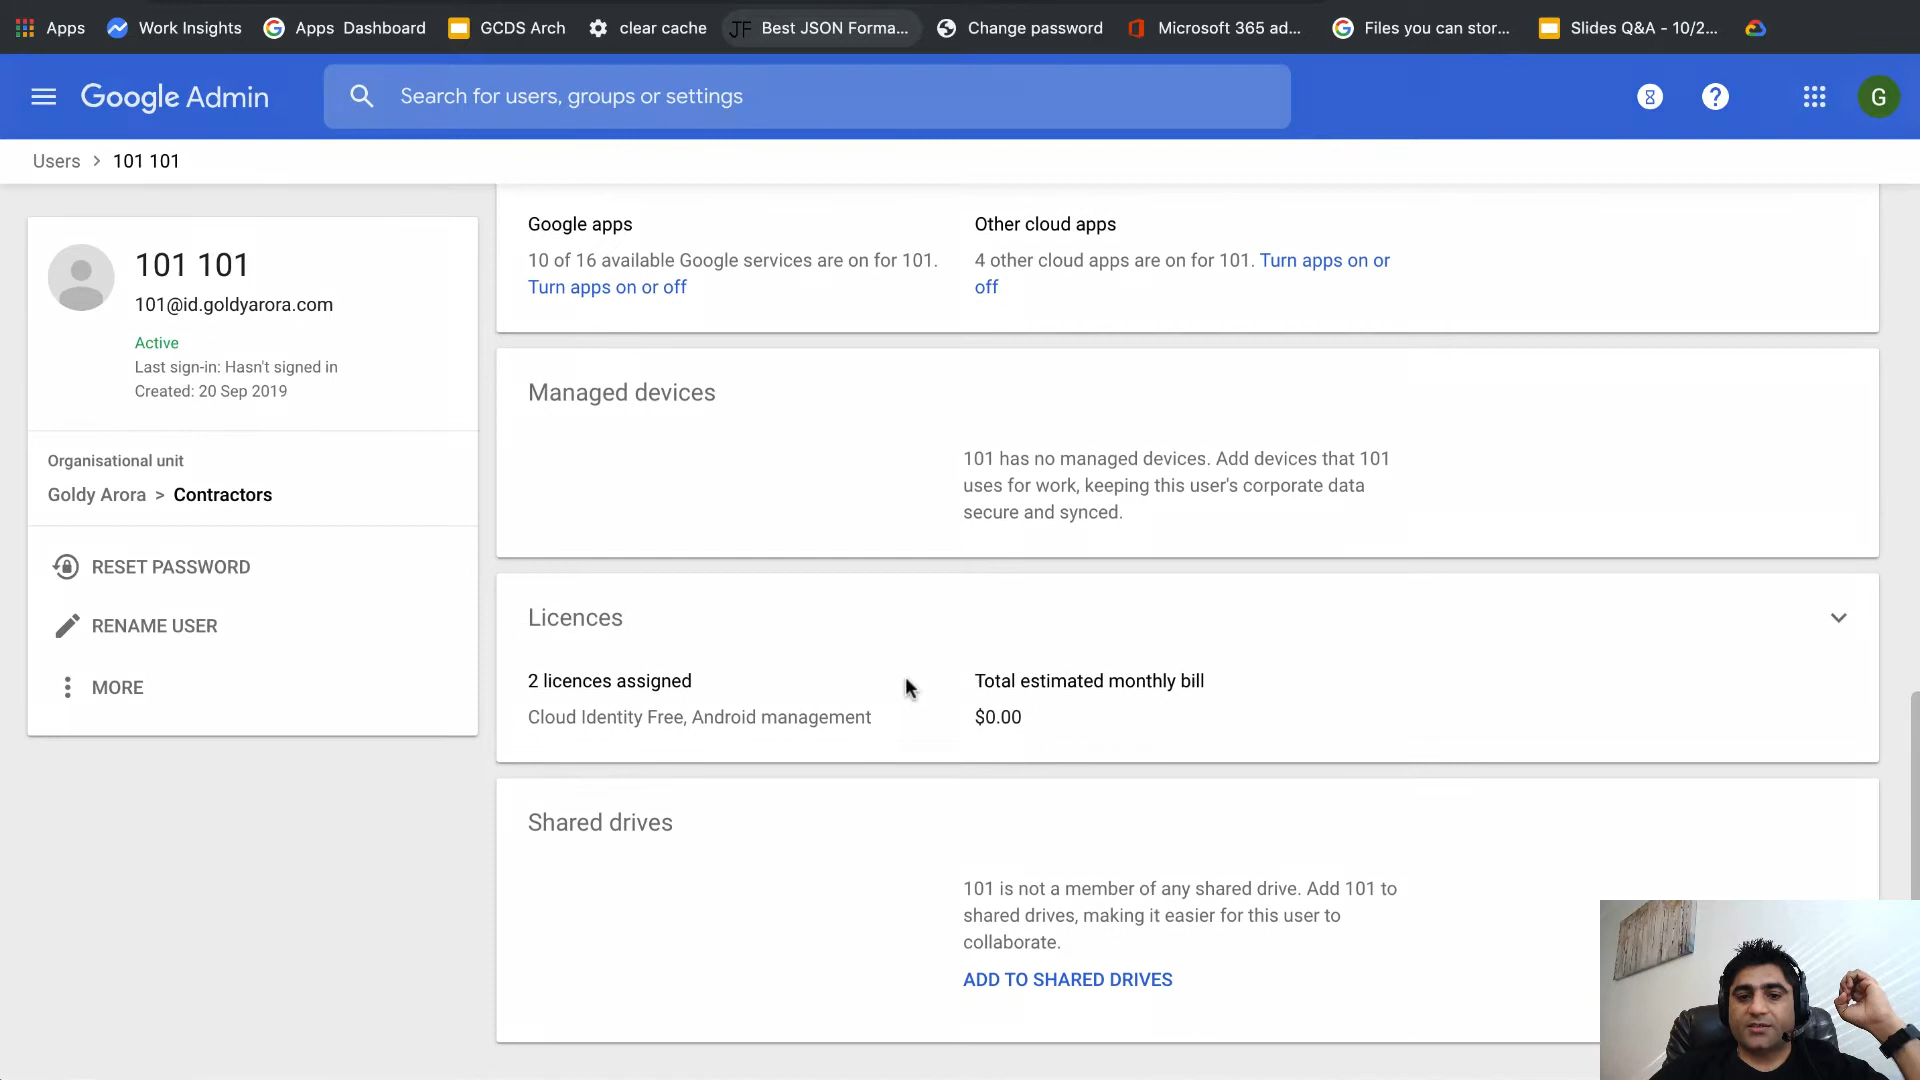 Apps Work Insights Apps Dashboard GCDS Arch clear cache JF Best JSON Forma... Change password Microsoft 365 ad... Files you can stor... Slides Q&A - 10/2...
Google Admin Search for users, groups or settings G
Users > 101 101
101 101
101@id.goldyarora.com
Active
Last sign-in: Hasn't signed in
Created: 20 Sep 2019
Organisational unit
Goldy Arora > Contractors
RESET PASSWORD
RENAME USER
MORE
Google apps
10 of 16 available Google services are on for 101.
Turn apps on or off
Other cloud apps
4 other cloud apps are on for 101. Turn apps on or
off
Managed devices
101 has no managed devices. Add devices that 101
uses for work, keeping this user's corporate data
secure and synced.
Licences
2 licences assigned
Cloud Identity Free, Android management
Total estimated monthly bill
$0.00
Shared drives
101 is not a member of any shared drive. Add 101 to
shared drives, making it easier for this user to
collaborate.
ADD TO SHARED DRIVES